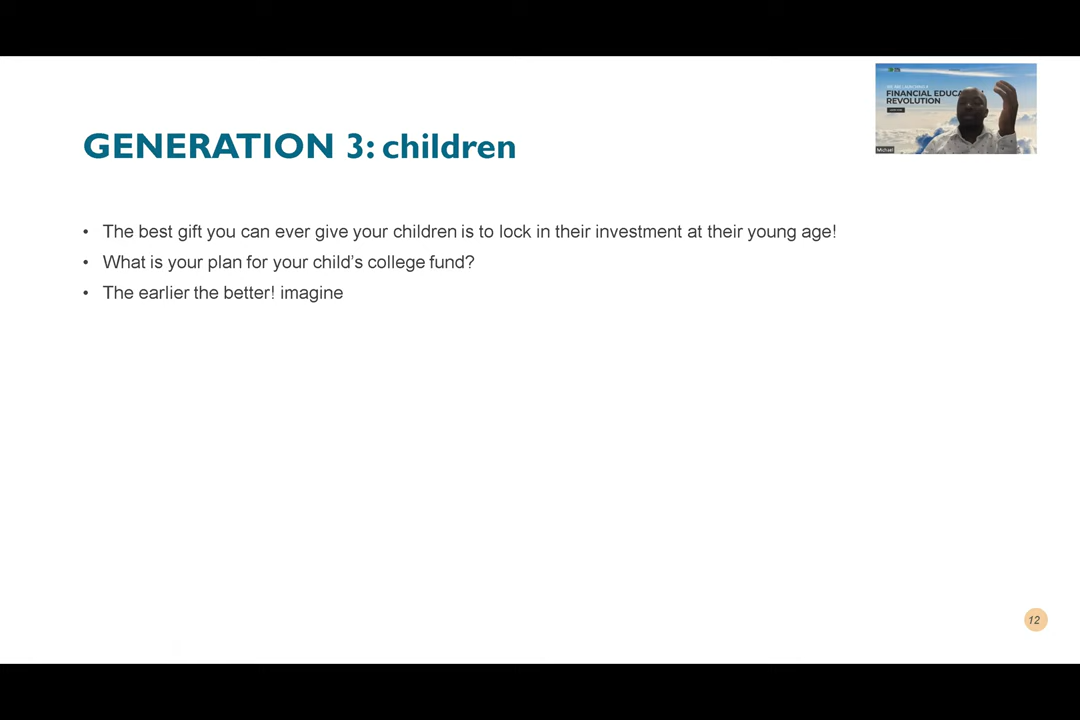 FINANCIAL EDUCA
REVOLUTION
Michael
GENERATION 3: children
• The best gift you can ever give your children is to lock in their investment at their young age!
• What is your plan for your child’s college fund?
• The earlier the better! imagine
12